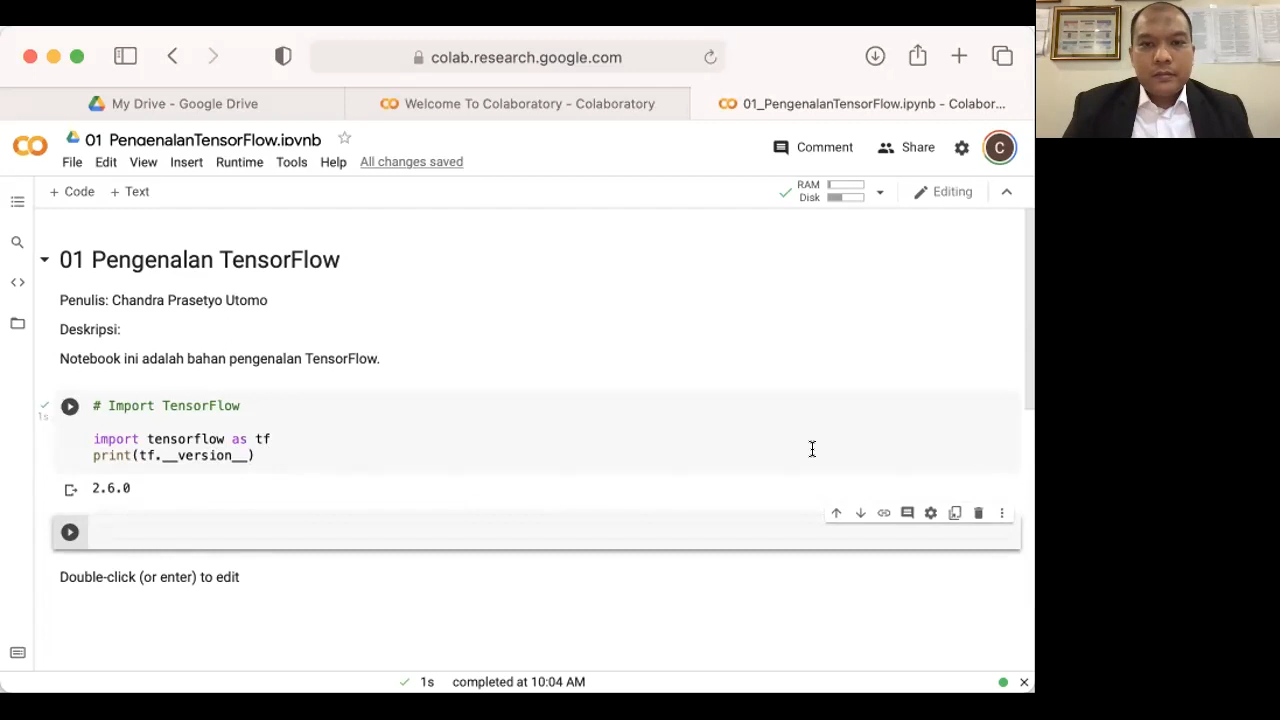 colab.research.google.com
My Drive - Google Drive
Welcome To Colaboratory - Colaboratory
01_PengenalanTensorFlow.ipynb - Colabor...
01_PengenalanTensorFlow.ipynb
Comment
Share
C
File Edit View Insert Runtime Tools Help All changes saved
+ Code + Text
RAM
Disk
Editing
01 Pengenalan TensorFlow
Penulis: Chandra Prasetyo Utomo
Deskripsi:
Notebook ini adalah bahan pengenalan TensorFlow.
1s
# Import TensorFlow
import tensorflow as tf
print(tf.__version__)
2.6.0
Double-click (or enter) to edit
1s completed at 10:04 AM